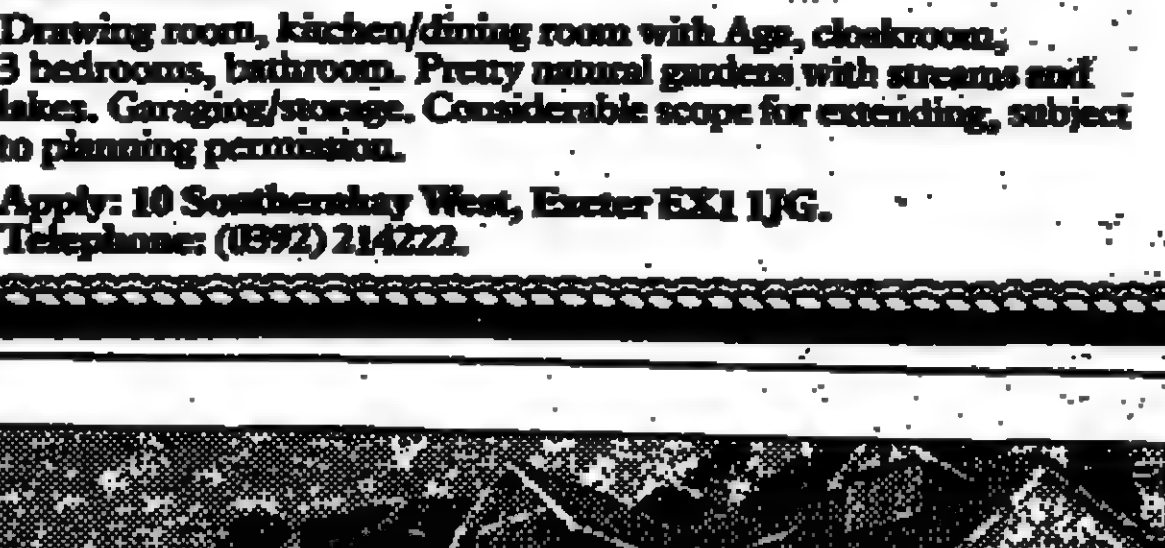 Drawing room, kitchen/dining room with Aga, cloakroom,
3 bedrooms, bathroom. Pretty natural gardens with streams and
lakes. Garaging/storage. Considerable scope for extending, subject
to planning permission.
Apply: 10 Southernhay West, Exeter EX1 1JG.
Telephone: (0392) 214222.